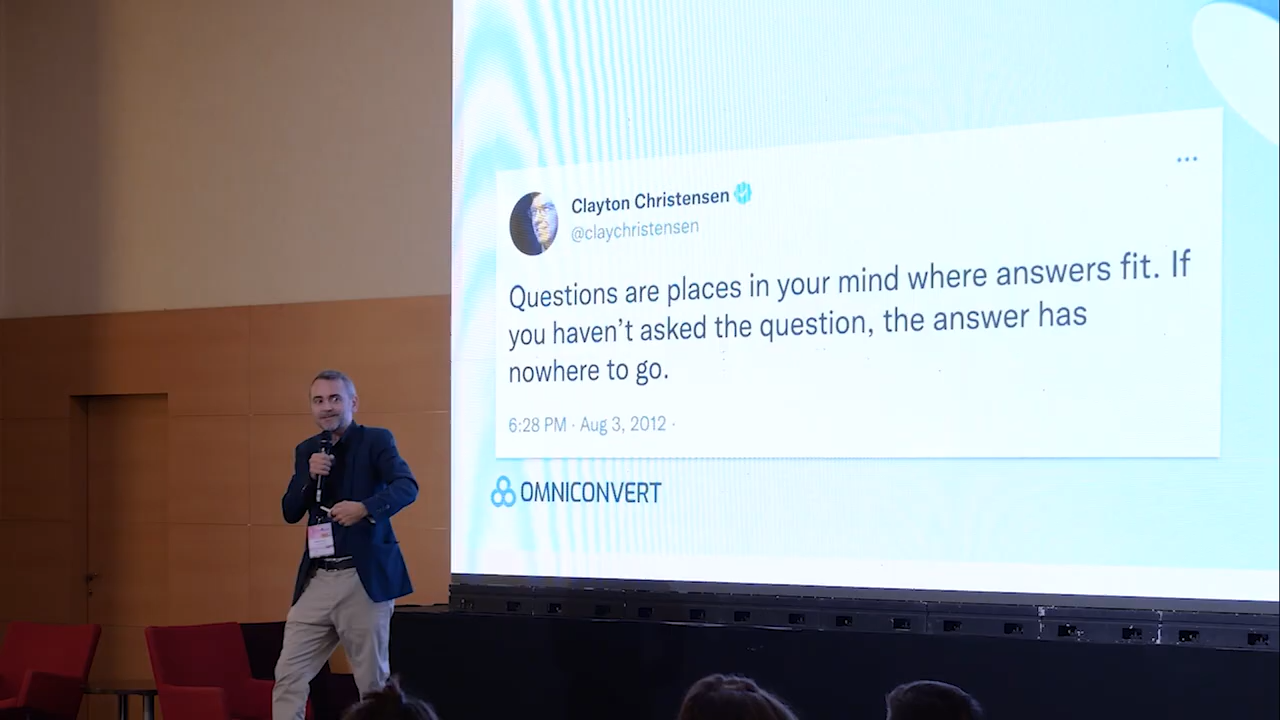 Clayton Christensen
@claychristensen
Questions are places in your mind where answers fit. If
you haven’t asked the question, the answer has
nowhere to go.
6:28 PM · Aug 3, 2012 ·
OMNICONVERT